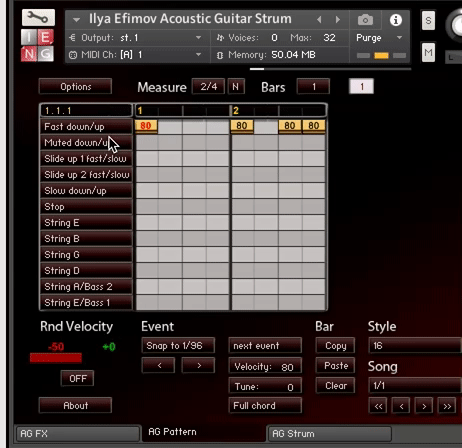 Ilya Efimov Acoustic Guitar Strum
Output: st.1 Voices: 0 Max: 32 Purge
MIDI Ch: [A] 1 Memory: 50.04 MB
S
M
IE
NG
Options Measure 2/4 N Bars 1 1
1.1.1 1 2
Fast down/up 80 80 80 80
Muted down/u
Slide up 1 fast/slow
Slide up 2 fast/slow
Slow down/up
Stop
String E
String B
String G
String D
String A/Bass 2
String E/Bass 1
Rnd Velocity Event Bar Style
-50 +0 Snap to 1/96 next event Copy 16
< > Velocity: 80 Paste Song
OFF Tune: 0 Clear 1/1
About Full chord << < > >>
AG FX AG Pattern AG Strum